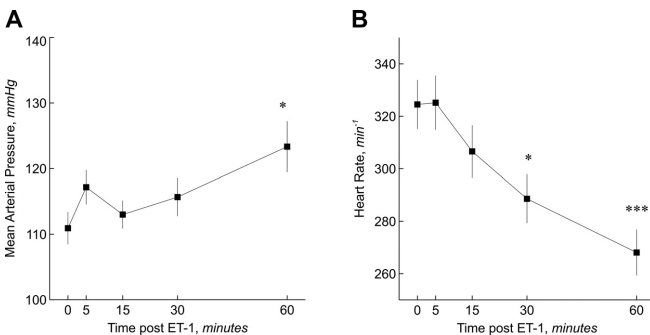 A
Mean Arterial Pressure, mmHg
140
130
120
110
100
*
0 5 15 30 60
Time post ET-1, minutes
B
Heart Rate, min⁻¹
340
320
300
280
260
*
***
0 5 15 30 60
Time post ET-1, minutes